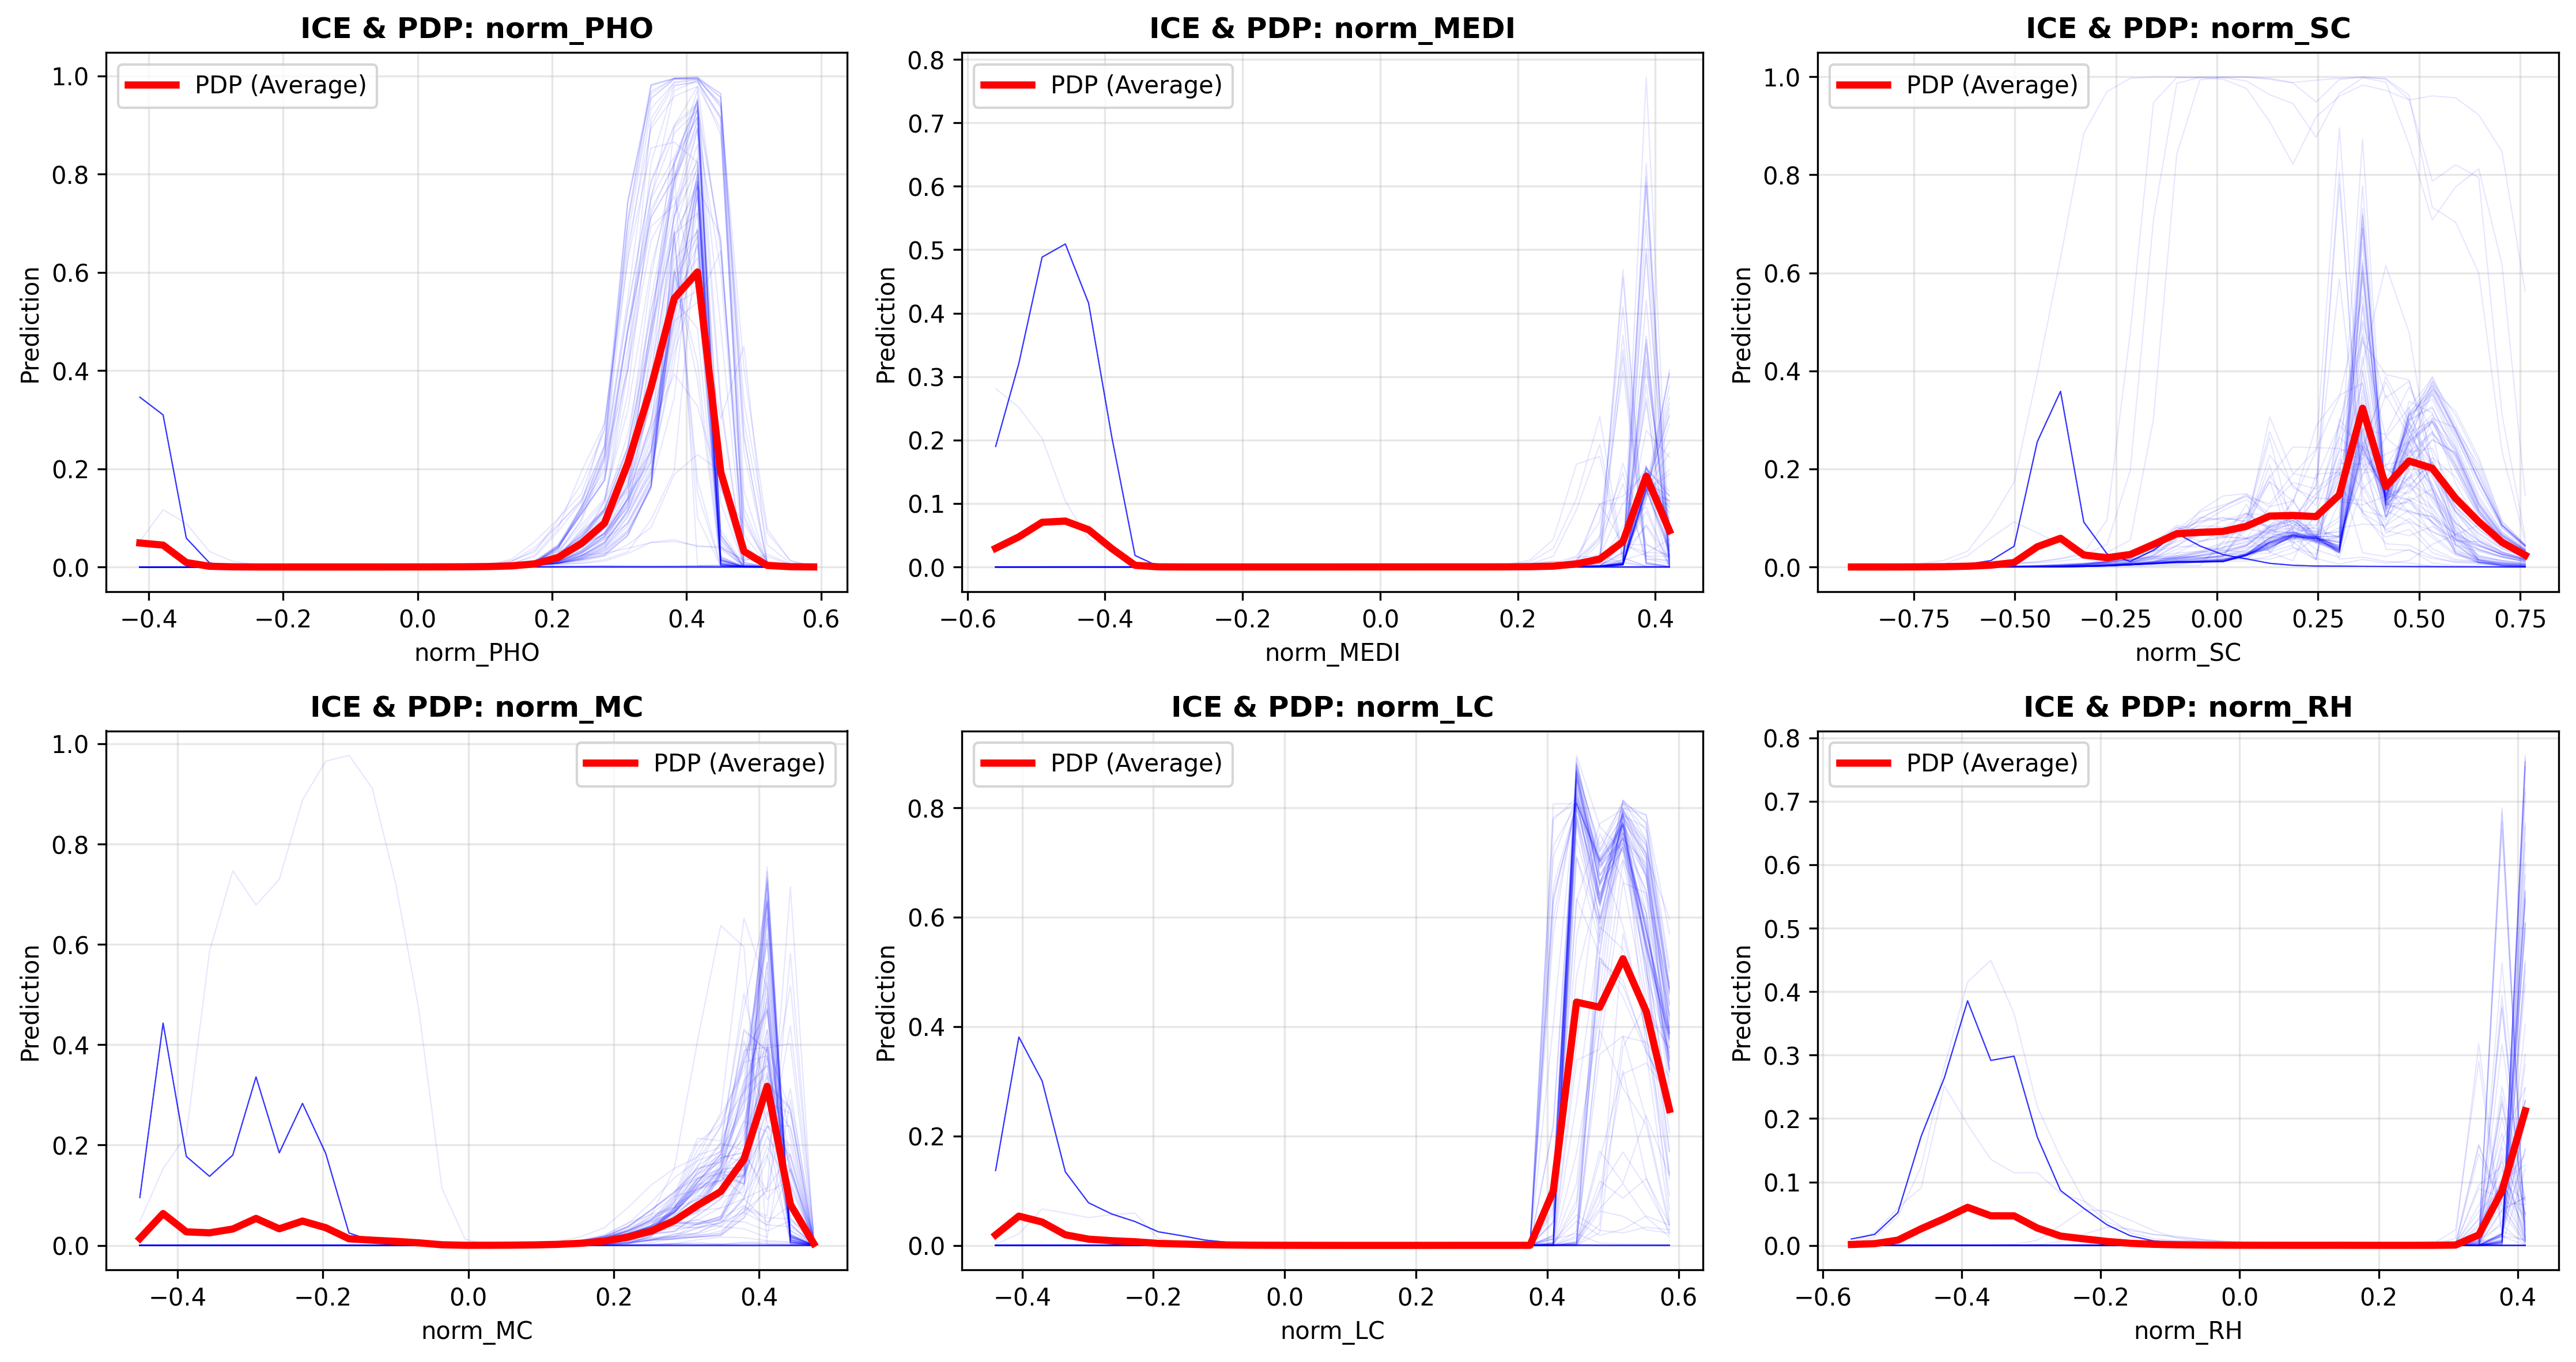 ICE & PDP: norm_PHO
PDP (Average)
Prediction
1.0
0.8
0.6
0.4
0.2
0.0
−0.4 −0.2 0.0 0.2 0.4 0.6
norm_PHO
ICE & PDP: norm_MEDI
PDP (Average)
Prediction
0.8
0.7
0.6
0.5
0.4
0.3
0.2
0.1
0.0
−0.6 −0.4 −0.2 0.0 0.2 0.4
norm_MEDI
ICE & PDP: norm_SC
PDP (Average)
Prediction
1.0
0.8
0.6
0.4
0.2
0.0
−0.75 −0.50 −0.25 0.00 0.25 0.50 0.75
norm_SC
ICE & PDP: norm_MC
PDP (Average)
Prediction
1.0
0.8
0.6
0.4
0.2
0.0
−0.4 −0.2 0.0 0.2 0.4
norm_MC
ICE & PDP: norm_LC
PDP (Average)
Prediction
0.8
0.6
0.4
0.2
0.0
−0.4 −0.2 0.0 0.2 0.4 0.6
norm_LC
ICE & PDP: norm_RH
PDP (Average)
Prediction
0.8
0.7
0.6
0.5
0.4
0.3
0.2
0.1
0.0
−0.6 −0.4 −0.2 0.0 0.2 0.4
norm_RH